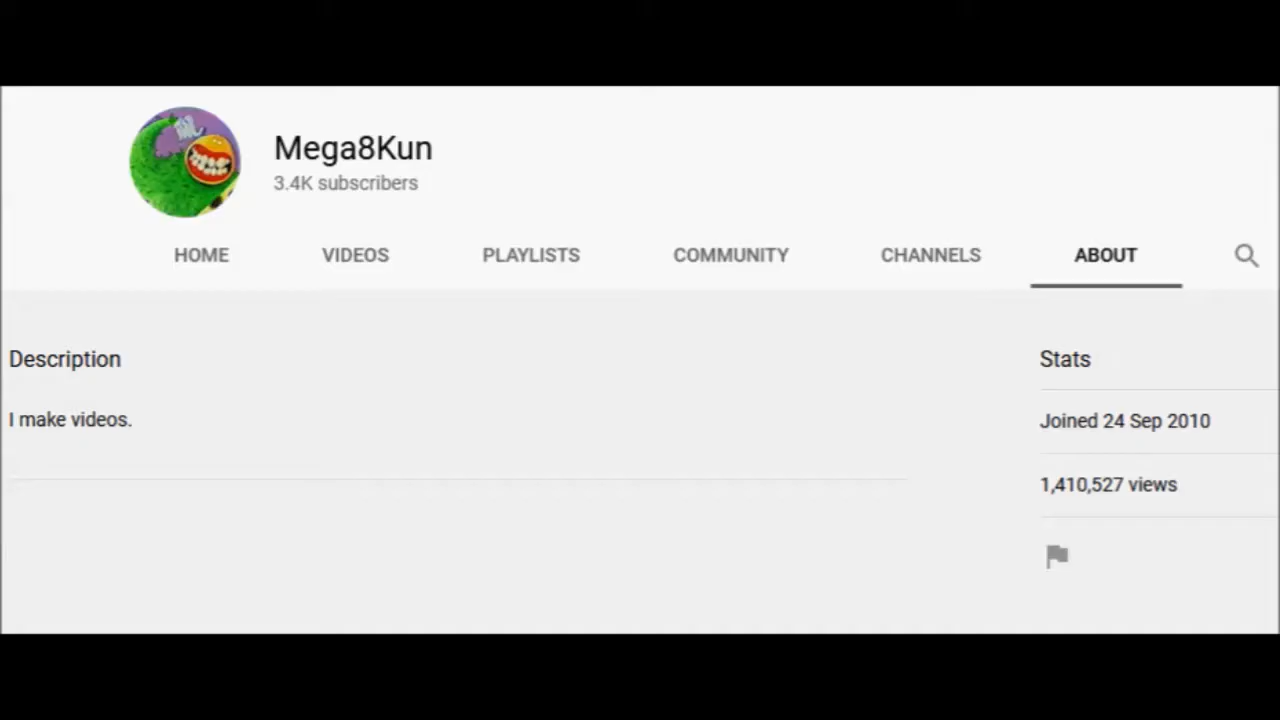 Mega8Kun
3.4K subscribers
HOME VIDEOS PLAYLISTS COMMUNITY CHANNELS ABOUT
Description
I make videos.
Stats
Joined 24 Sep 2010
1,410,527 views